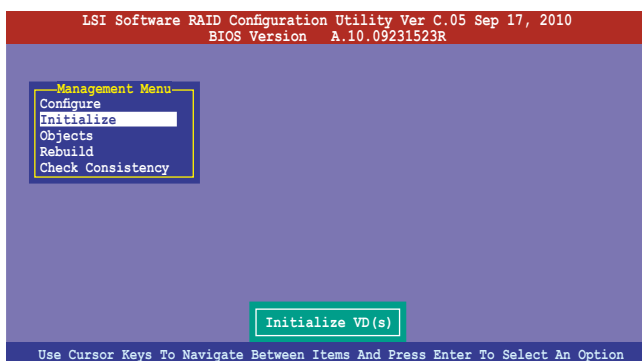 LSI Software RAID Configuration Utility Ver C.05 Sep 17, 2010
BIOS Version A.10.09231523R
Management Menu
Configure
Initialize
Objects
Rebuild
Check Consistency
Initialize VD(s)
Use Cursor Keys To Navigate Between Items And Press Enter To Select An Option